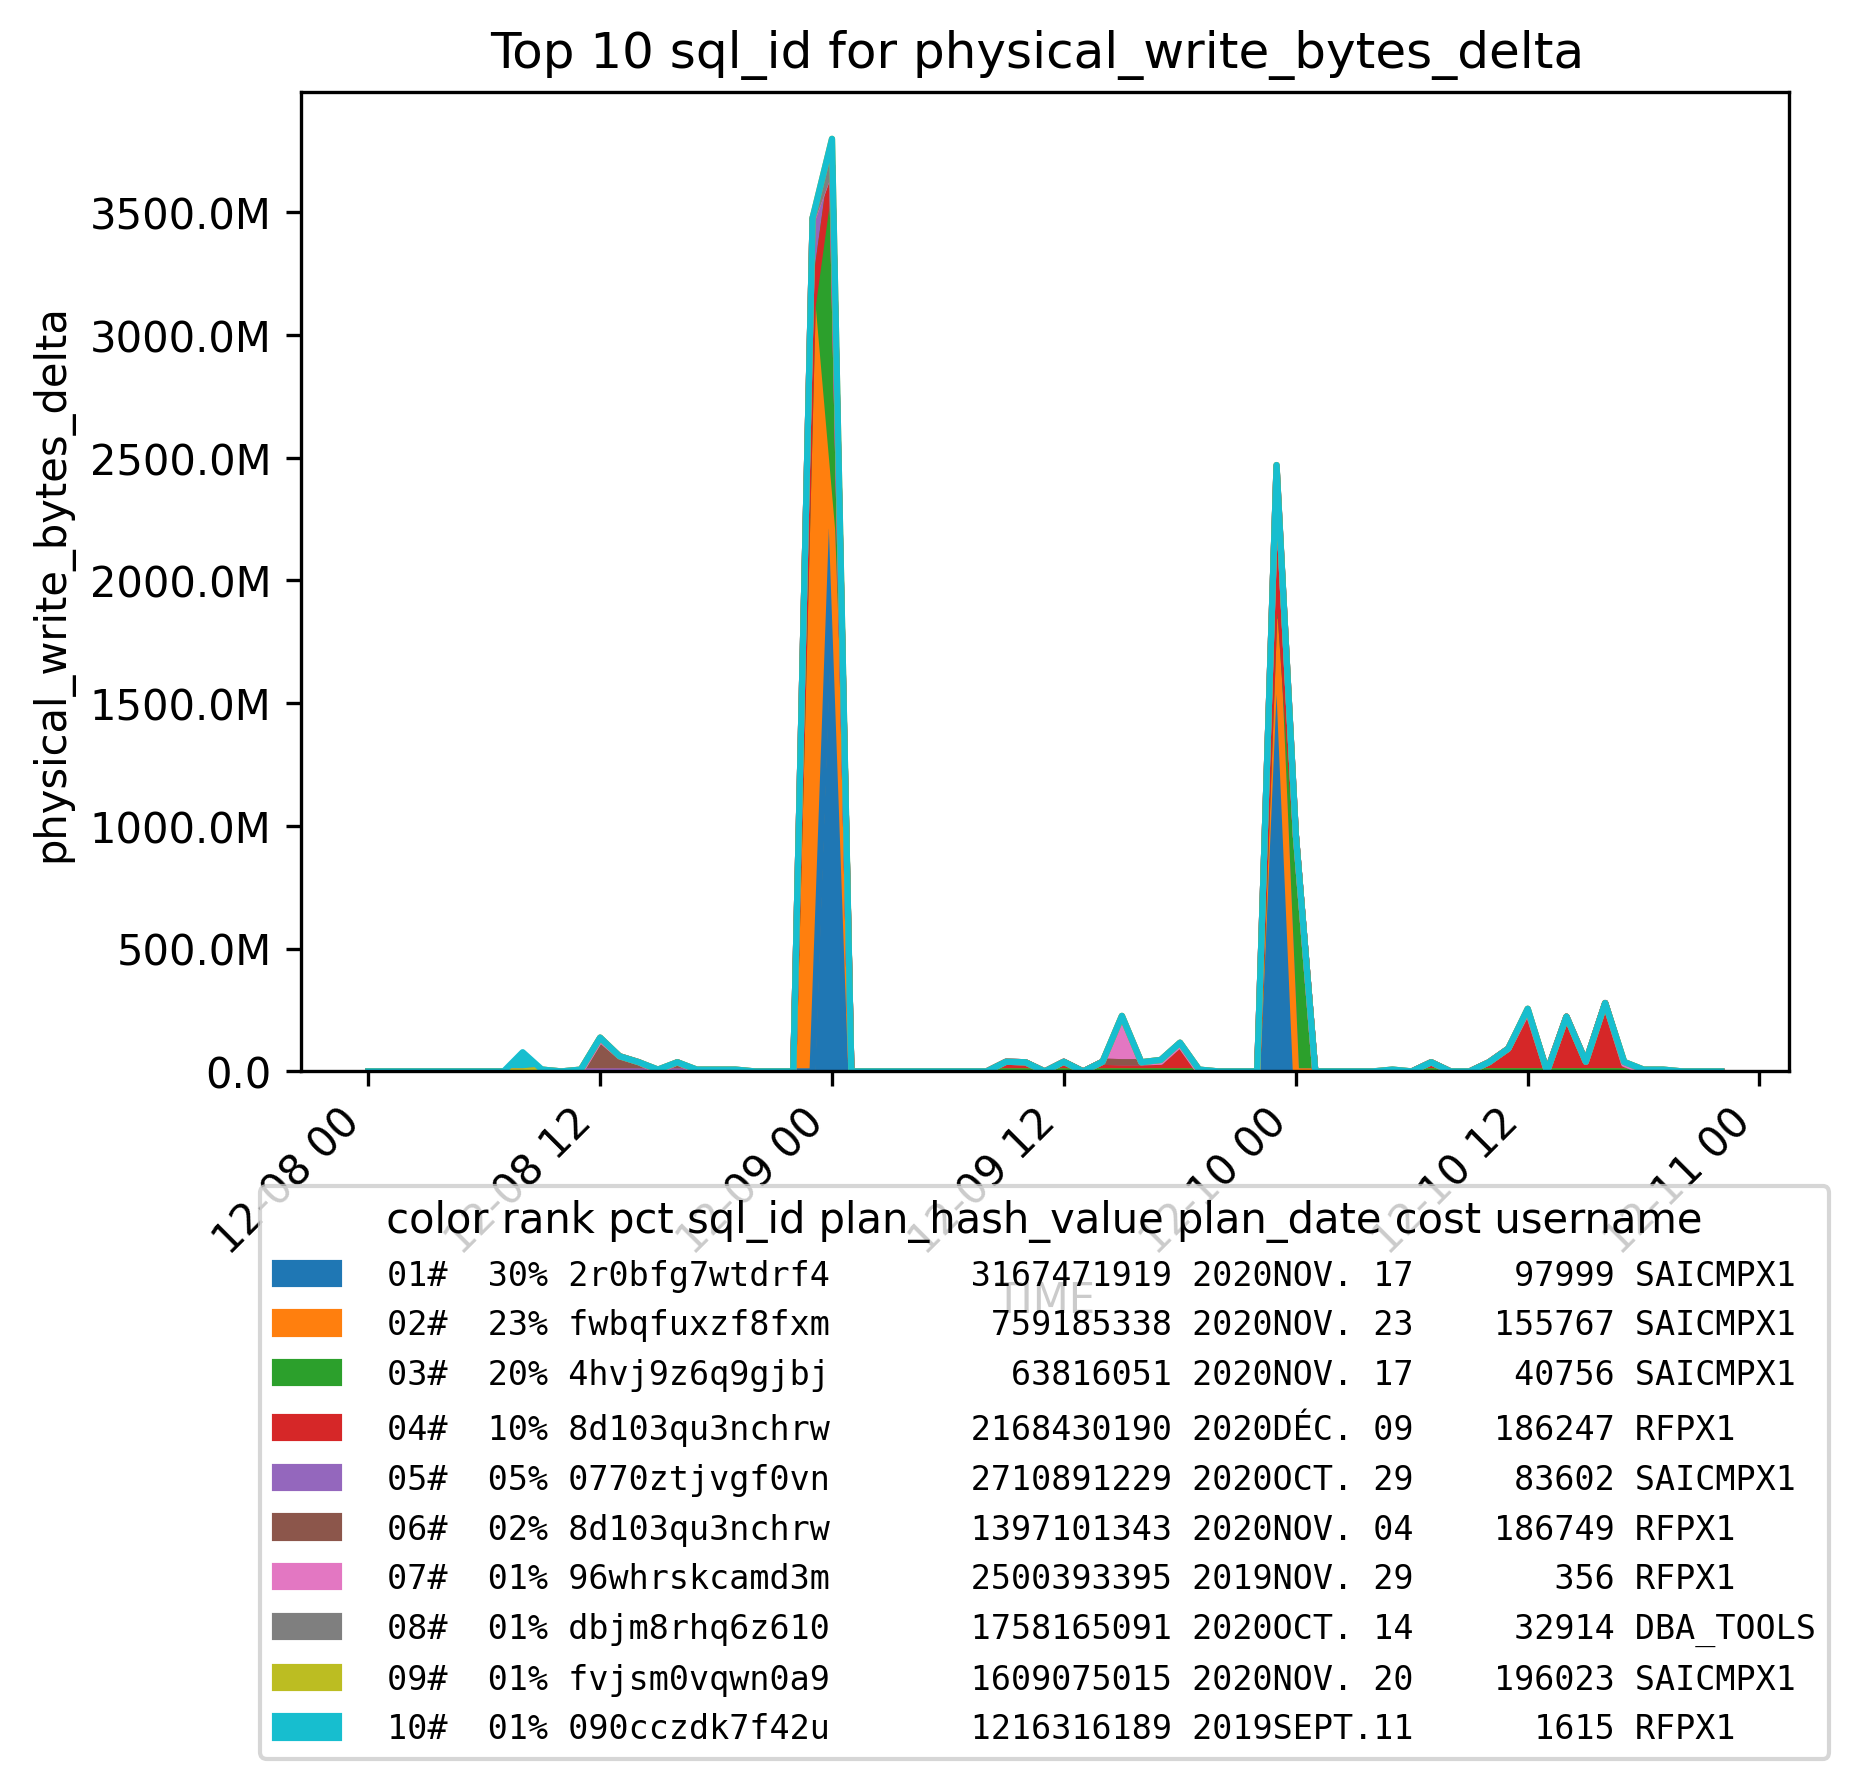 Top 10 sql_id for physical_write_bytes_delta
physical_write_bytes_delta
3500.0M
3000.0M
2500.0M
2000.0M
1500.0M
1000.0M
500.0M
0.0
12-08 00
12-08 12
12-09 00
12-09 12
12-10 00
12-10 12
12-11 00
TIME
color rank pct sql_id plan_hash_value plan_date cost username
01# 30% 2r0bfg7wtdrf4 3167471919 2020NOV. 17 97999 SAICMPX1
02# 23% fwbqfuxzf8fxm 759185338 2020NOV. 23 155767 SAICMPX1
03# 20% 4hvj9z6q9gjbj 63816051 2020NOV. 17 40756 SAICMPX1
04# 10% 8d103qu3nchrw 2168430190 2020DÉC. 09 186247 RFPX1
05# 05% 0770ztjvgf0vn 2710891229 2020OCT. 29 83602 SAICMPX1
06# 02% 8d103qu3nchrw 1397101343 2020NOV. 04 186749 RFPX1
07# 01% 96whrskcamd3m 2500393395 2019NOV. 29 356 RFPX1
08# 01% dbjm8rhq6z610 1758165091 2020OCT. 14 32914 DBA_TOOLS
09# 01% fvjsm0vqwn0a9 1609075015 2020NOV. 20 196023 SAICMPX1
10# 01% 090cczdk7f42u 1216316189 2019SEPT.11 1615 RFPX1